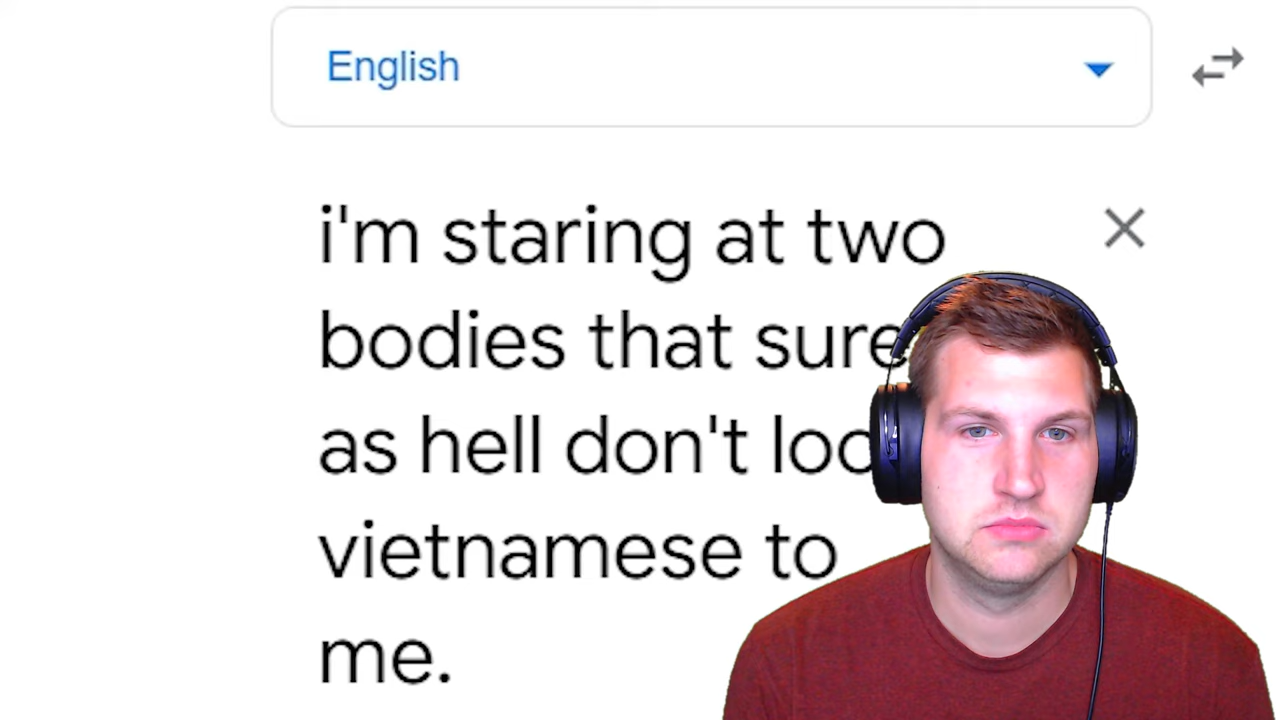 English
i'm staring at two
bodies that sure
as hell don't
vietnamese to
me.